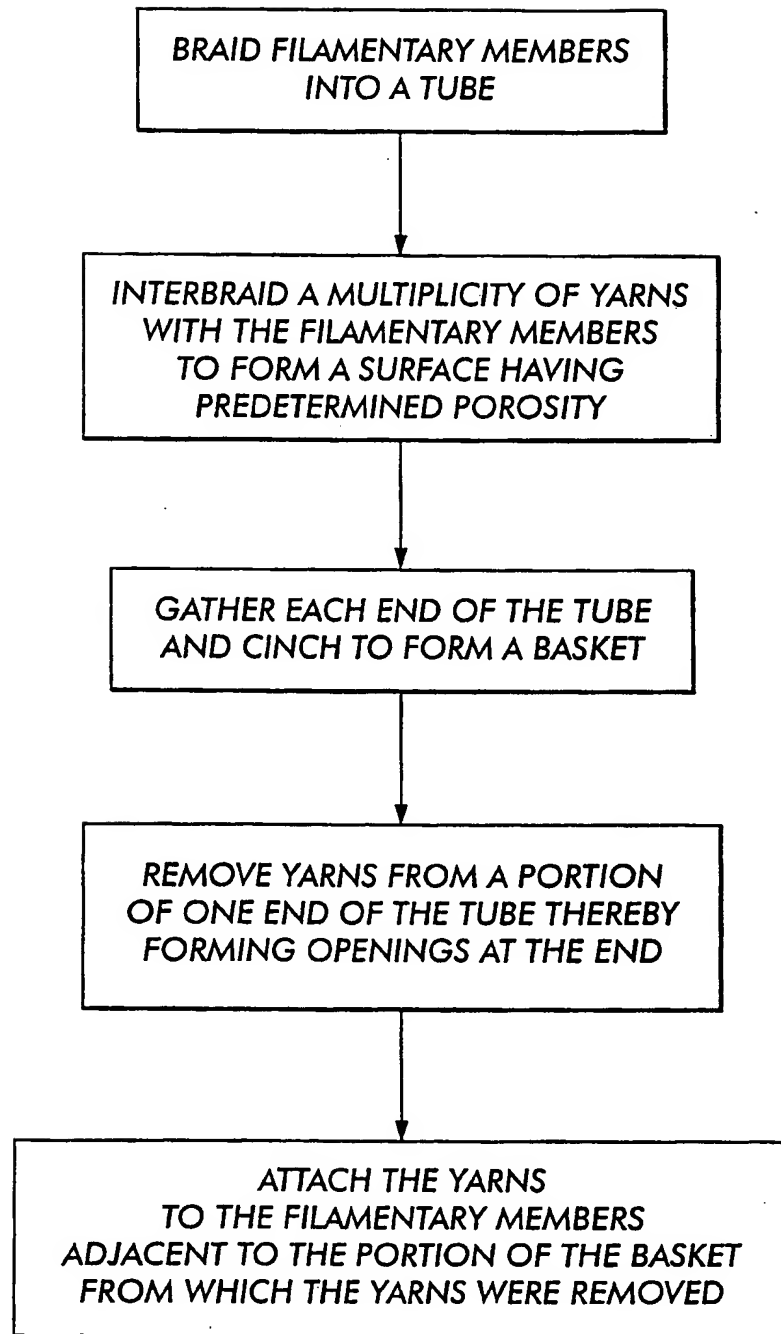 BRAID FILAMENTARY MEMBERS
INTO A TUBE
INTERBRAID A MULTIPLICITY OF YARNS
WITH THE FILAMENTARY MEMBERS
TO FORM A SURFACE HAVING
PREDETERMINED POROSITY
GATHER EACH END OF THE TUBE
AND CINCH TO FORM A BASKET
REMOVE YARNS FROM A PORTION
OF ONE END OF THE TUBE THEREBY
FORMING OPENINGS AT THE END
ATTACH THE YARNS
TO THE FILAMENTARY MEMBERS
ADJACENT TO THE PORTION OF THE BASKET
FROM WHICH THE YARNS WERE REMOVED